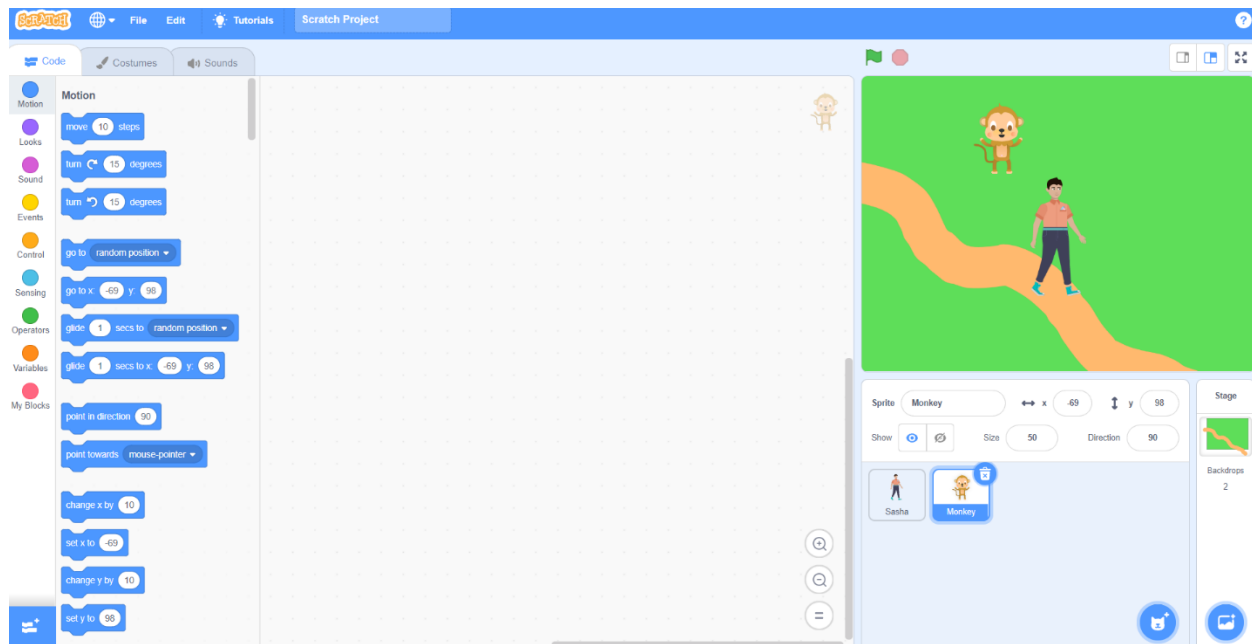 SCRATCH File Edit Tutorials Scratch Project ?
Code Costumes Sounds
Motion
Looks
Sound
Events
Control
Sensing
Operators
Variables
My Blocks
Motion
move 10 steps
turn 15 degrees
turn 15 degrees
go to random position
go to x: -69 y: 98
glide 1 secs to random position
glide 1 secs to x: -69 y: 98
point in direction 90
point towards mouse-pointer
change x by 10
set x to -69
change y by 10
set y to 98
Sprite Monkey x -69 y 98
Show Size 50 Direction 90
Sasha Monkey
Stage
Backdrops
2